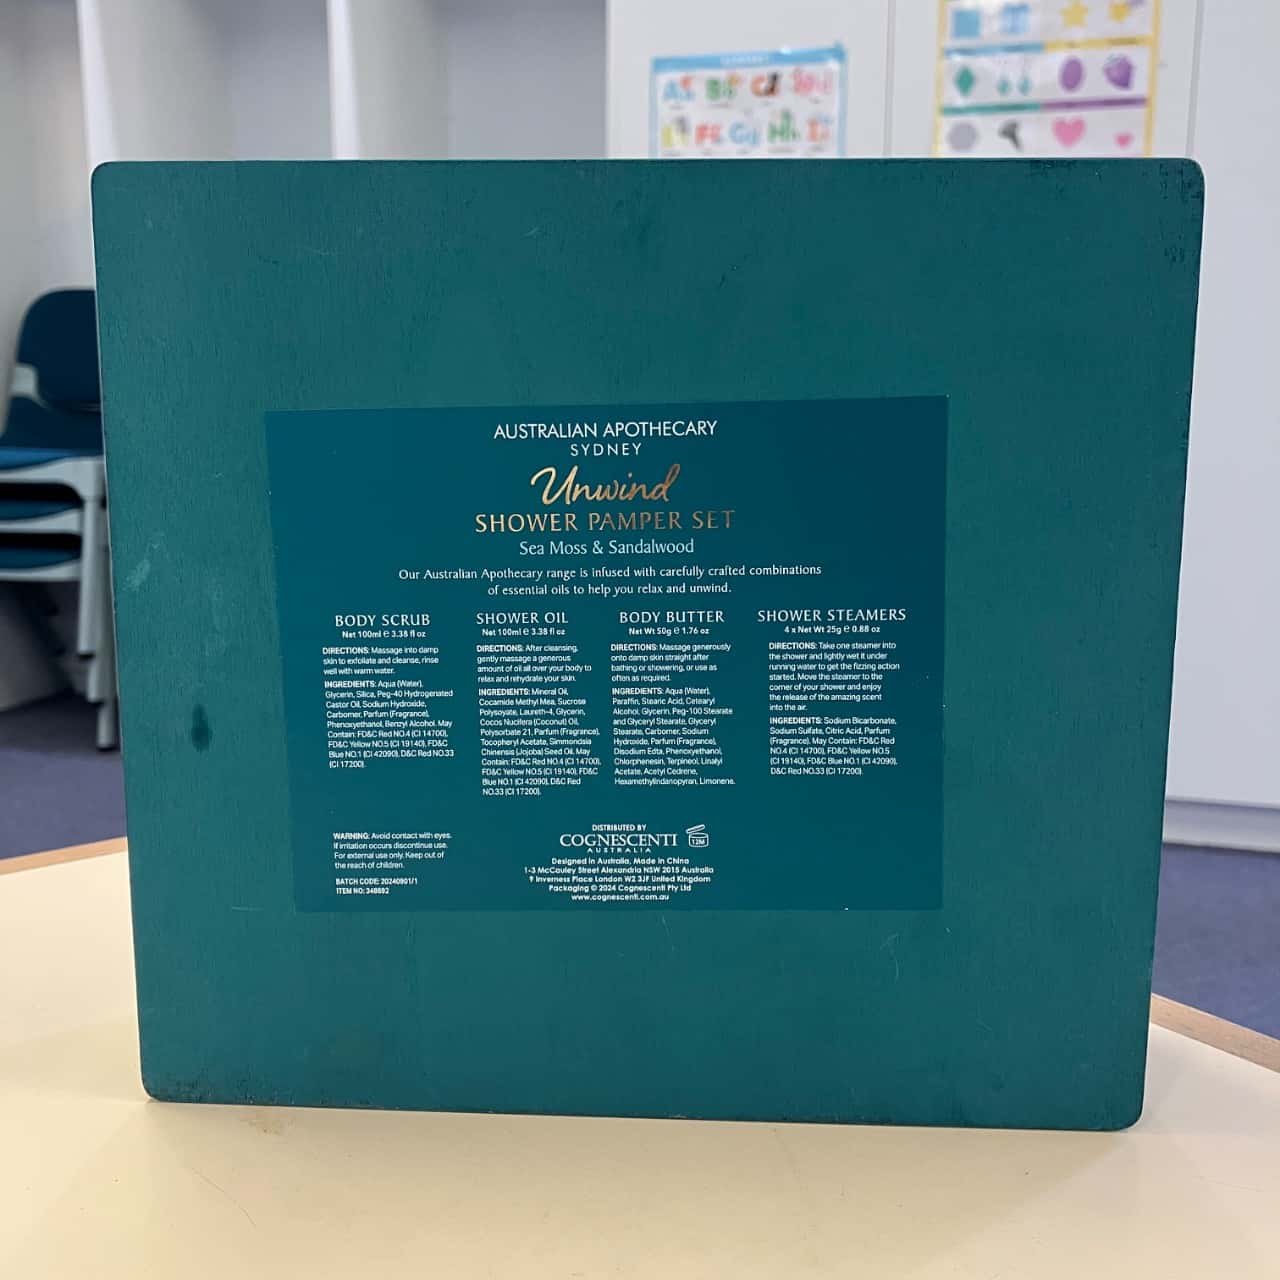 AUSTRALIAN APOTHECARY
SYDNEY
Unwind
SHOWER PAMPER SET
Sea Moss & Sandalwood
Our Australian Apothecary range is infused with carefully crafted combinations
of essential oils to help you relax and unwind.
BODY SCRUB
Net 100ml e 3.38 fl oz
DIRECTIONS: Massage into damp
skin to exfoliate and cleanse, rinse
well with warm water.
INGREDIENTS: Aqua (Water),
Glycerin, Silica, Peg-40 Hydrogenated
Castor Oil, Sodium Hydroxide,
Carbomer, Parfum (Fragrance),
Phenoxyethanol, Benzyl Alcohol. May
Contain: FD&C Red NO.4 (CI 14700),
FD&C Yellow NO.5 (CI 19140), FD&C
Blue NO.1 (CI 42090), D&C Red NO.33
(CI 17200).
SHOWER OIL
Net 100ml e 3.38 fl oz
DIRECTIONS: After cleansing,
gently massage a generous
amount of oil all over your body to
relax and rehydrate your skin.
INGREDIENTS: Mineral Oil,
Cocamide Methyl Mea, Sucrose
Polysoyate, Laureth-4, Glycerin,
Cocos Nucifera (Coconut) Oil,
Polysorbate 21, Parfum (Fragrance),
Tocopheryl Acetate, Simmondsia
Chinensis (Jojoba) Seed Oil. May
Contain: FD&C Red NO.4 (CI 14700),
FD&C Yellow NO.5 (CI 19140), FD&C
Blue NO.1 (CI 42090), D&C Red
NO.33 (CI 17200).
BODY BUTTER
Net Wt 50g e 1.76 oz
DIRECTIONS: Massage generously
onto damp skin straight after
bathing or showering, or use as
often as required.
INGREDIENTS: Aqua (Water),
Paraffin, Stearic Acid, Cetearyl
Alcohol, Glycerin, Peg-100 Stearate
and Glyceryl Stearate, Glyceryl
Stearate, Carbomer, Sodium
Hydroxide, Parfum (Fragrance),
Disodium Edta, Phenoxyethanol,
Chlorphenesin, Terpineol, Linalyl
Acetate, Acetyl Cedrene,
Hexamethylindanopyran, Limonene.
SHOWER STEAMERS
4 x Net Wt 25g e 0.88 oz
DIRECTIONS: Take one steamer into
the shower and lightly wet it under
running water to get the fizzing action
started. Move the steamer to the
corner of your shower and enjoy
the release of the amazing scent
into the air.
INGREDIENTS: Sodium Bicarbonate,
Sodium Sulfate, Citric Acid, Parfum
(Fragrance). May Contain: FD&C Red
NO.4 (CI 14700), FD&C Yellow NO.5
(CI 19140), FD&C Blue NO.1 (CI 42090),
D&C Red NO.33 (CI 17200).
WARNING: Avoid contact with eyes.
If irritation occurs discontinue use.
For external use only. Keep out of
the reach of children.
BATCH CODE: 20240901/1
ITEM NO: 348692
DISTRIBUTED BY
COGNESCENTI
AUSTRALIA
12M
Designed in Australia, Made in China
1-3 McCauley Street Alexandria NSW 2015 Australia
9 Inverness Place London W2 3JF United Kingdom
Packaging © 2024 Cognescenti Pty Ltd
www.cognescenti.com.au